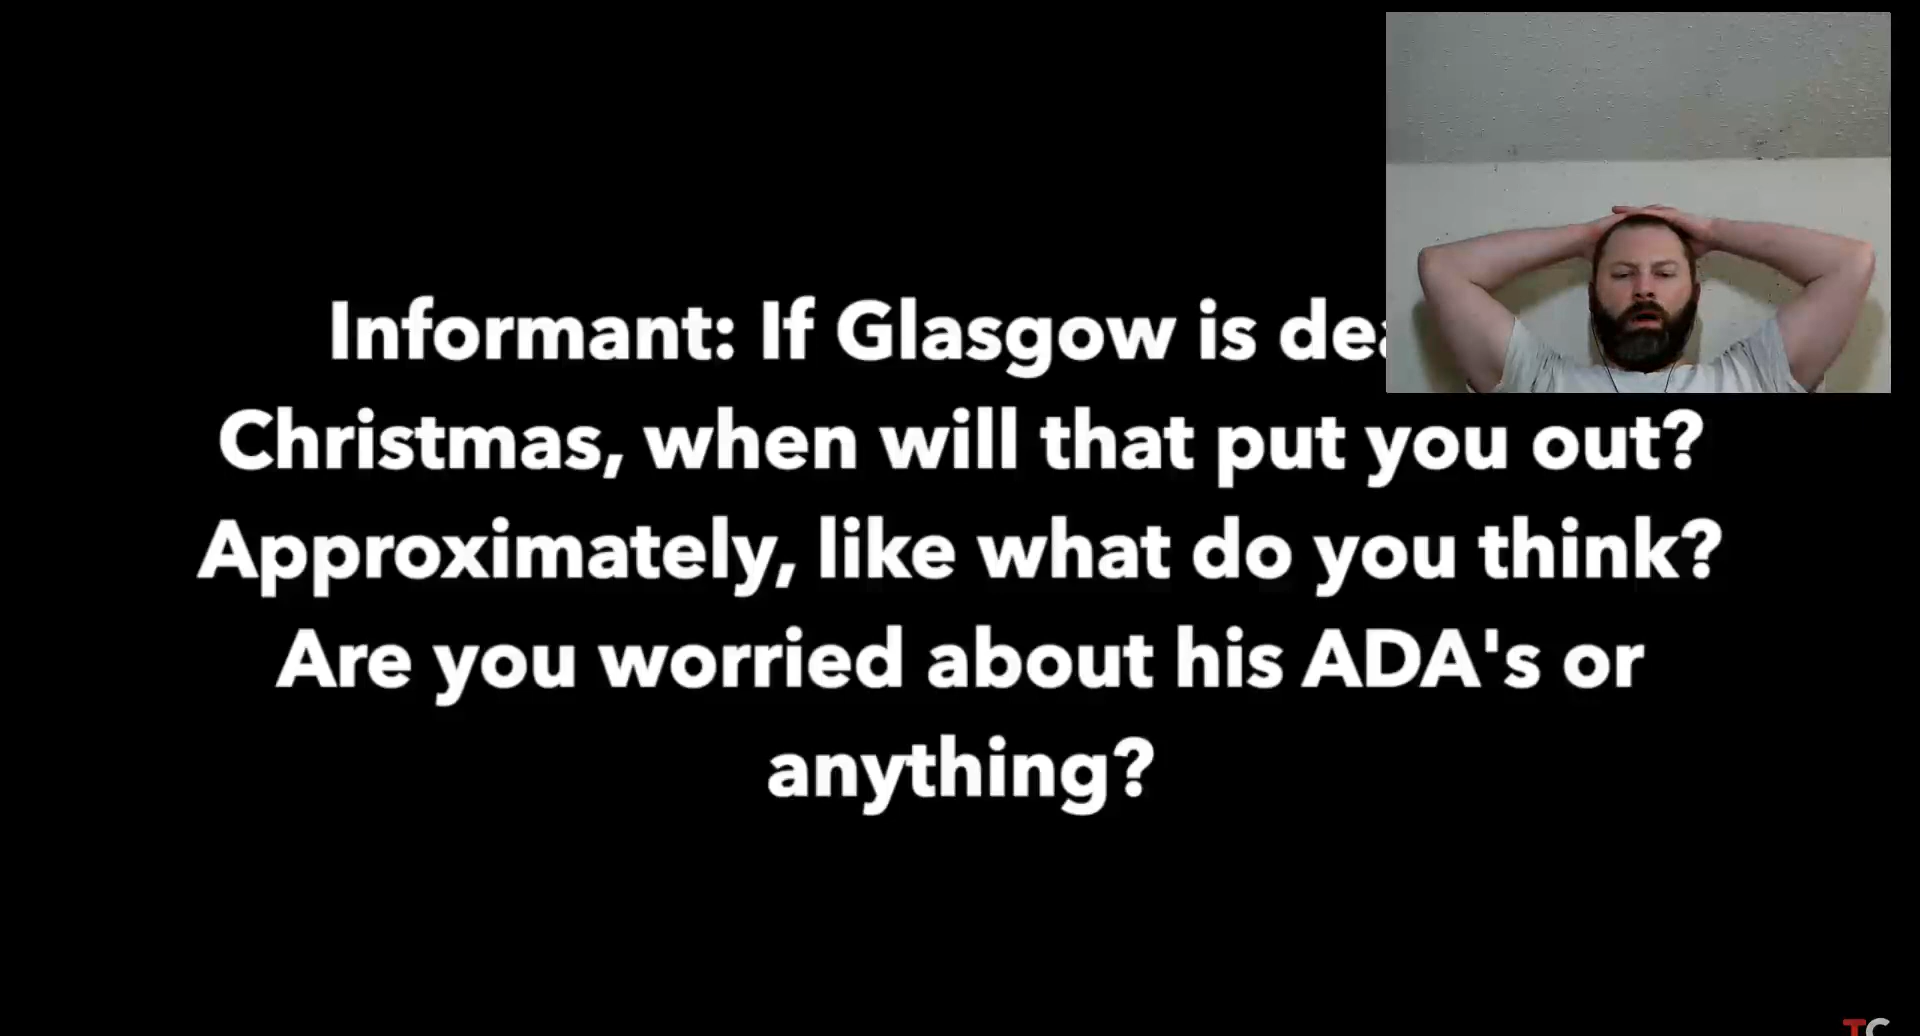 Informant: If Glasgow is
Christmas, when will that put you out?
Approximately, like what do you think?
Are you worried about his ADA's or
anything?
TC